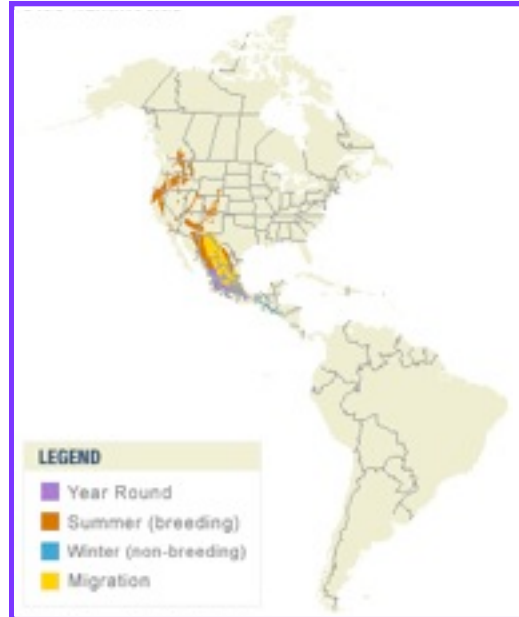 LEGEND
Year Round
Summer (breeding)
Winter (non-breeding)
Migration